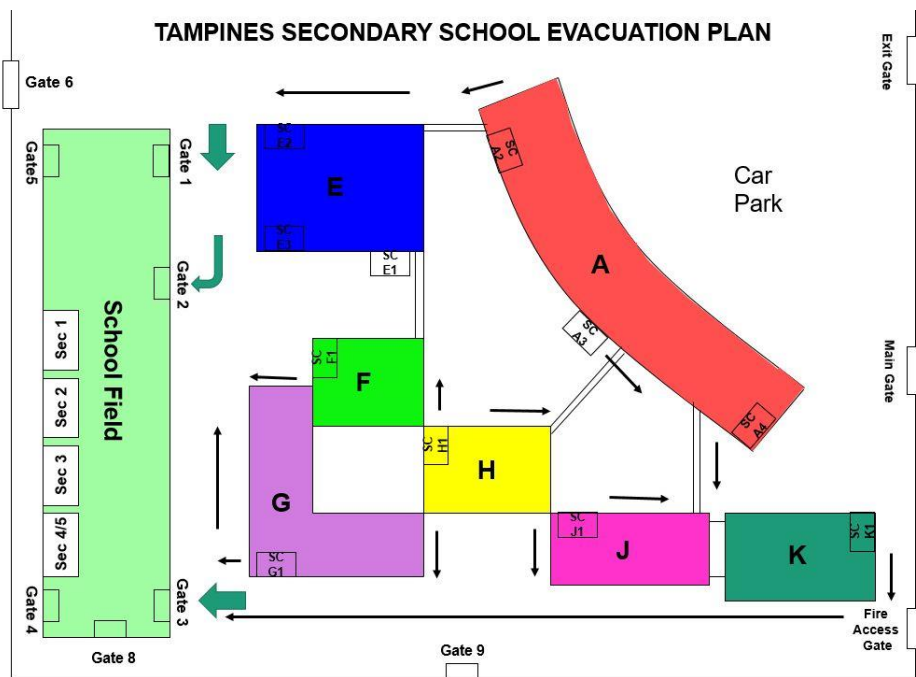 TAMPINES SECONDARY SCHOOL EVACUATION PLAN
Exit Gate
Gate 6
SC
E2
SC
A2
Gate5
Gate 1
E
Car
Park
SC
E3
SC
E1
A
Gate 2
School Field
Sec 1
SC
A3
SC
F1
F
Main Gate
Sec 2
SC
A4
SC
H1
Sec 3
H
G
Sec 4/5
SC
J1
J
SC
K1
K
SC
G1
Gate 4
Gate 3
Fire
Access
Gate
Gate 8
Gate 9